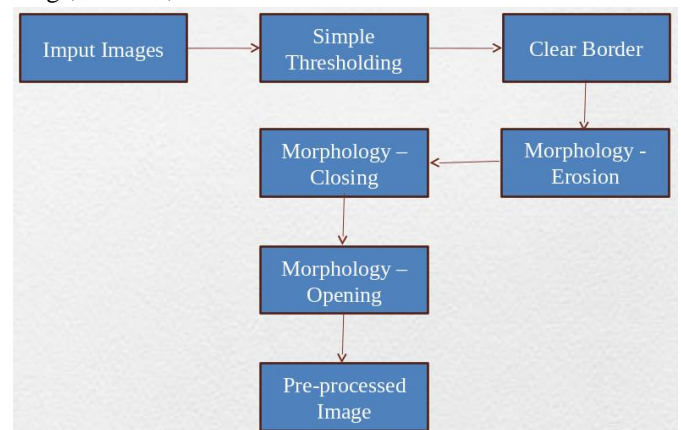 Imput Images
Simple
Thresholding
Clear Border
Morphology -
Erosion
Morphology –
Closing
Morphology –
Opening
Pre-processed
Image